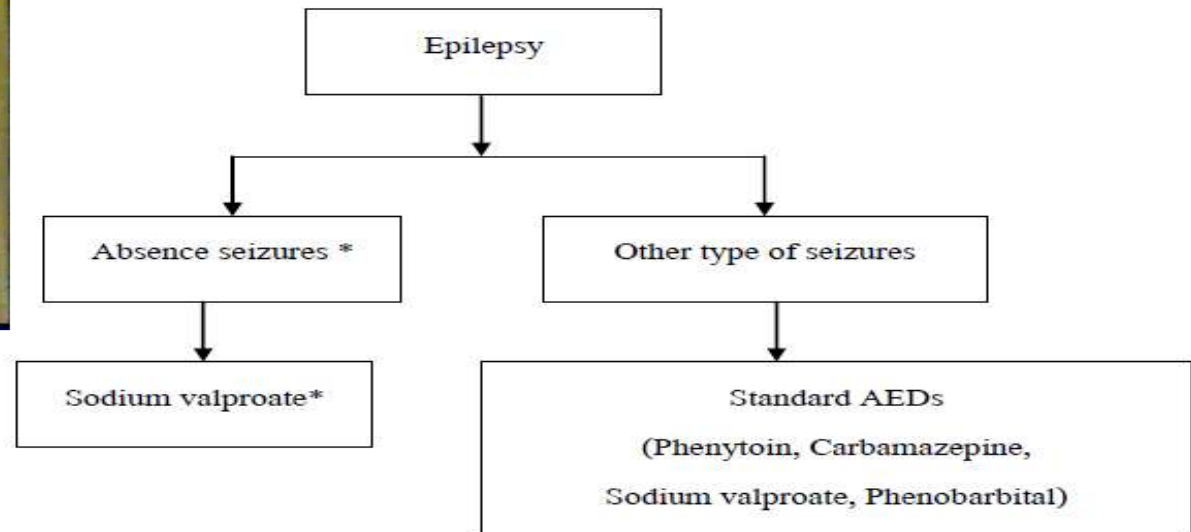 Epilepsy
Absence seizures *
Other type of seizures
Sodium valproate*
Standard AEDs
(Phenytoin, Carbamazepine,
Sodium valproate, Phenobarbital)